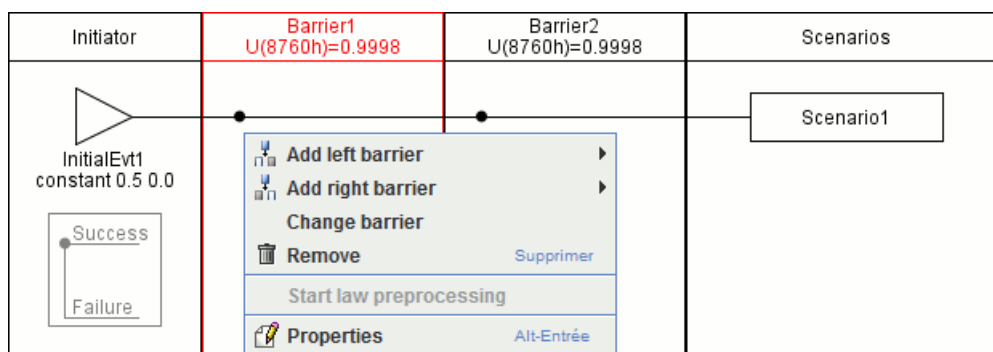 Initiator
Barrier1
U(8760h)=0.9998
Barrier2
U(8760h)=0.9998
Scenarios
InitialEvt1
constant 0.5 0.0
Scenario1
Success
Failure
Add left barrier
Add right barrier
Change barrier
Remove Supprimer
Start law preprocessing
Properties Alt-Entrée